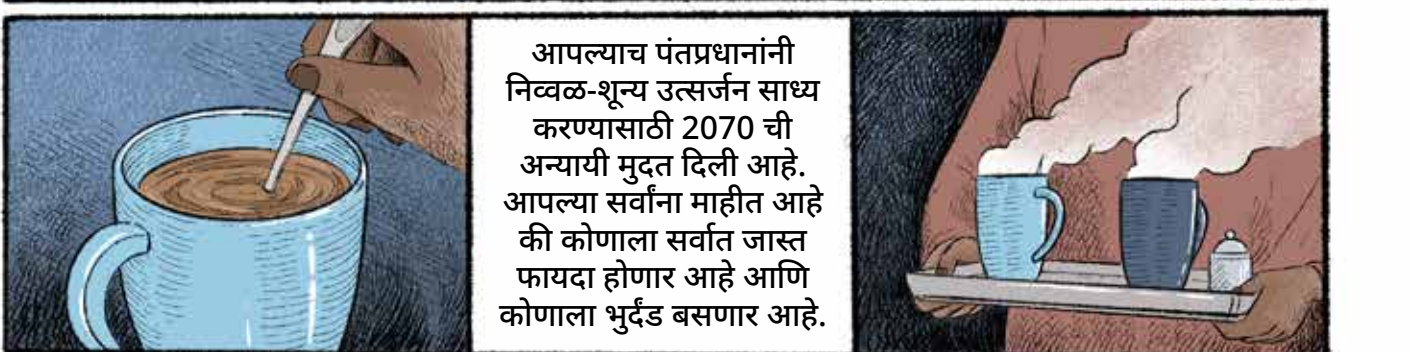 आपल्याच पंतप्रधानांनी
निव्वळ-शून्य उत्सर्जन साध्य
करण्यासाठी 2070 ची
अन्यायी मुदत दिली आहे.
आपल्या सर्वांना माहीत आहे
की कोणाला सर्वात जास्त
फायदा होणार आहे आणि
कोणाला भुर्दंड बसणार आहे.